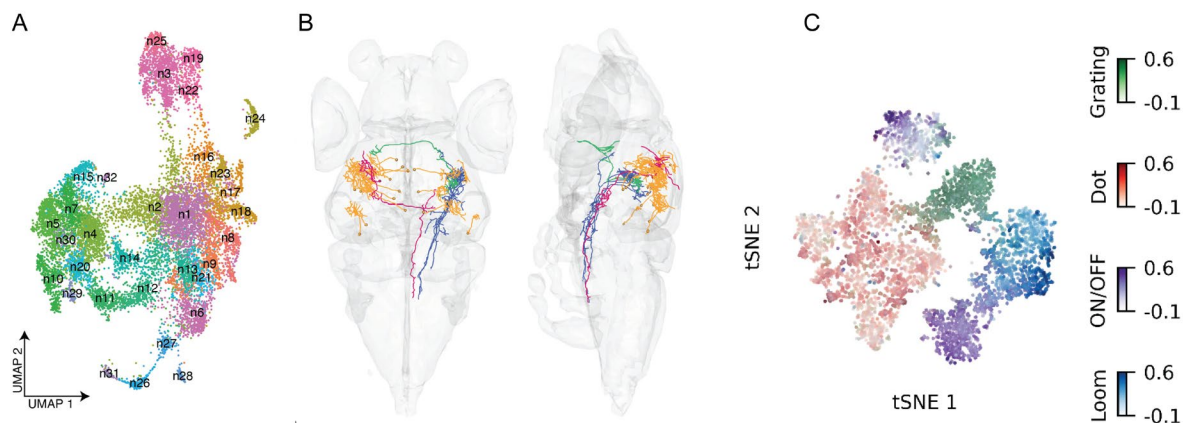 A
n25
n19
n3
n22
n24
n16
n15
n32
n23
n17
n7
n2
n1
n18
n5
n4
n8
n30
n14
n9
n20
n13
n21
n10
n12
n29
n11
n6
n27
n31
n26
n28
UMAP 2
UMAP 1
B
C
tSNE 2
tSNE 1
Grating
0.6
-0.1
Dot
0.6
-0.1
ON/OFF
0.6
-0.1
Loom
0.6
-0.1